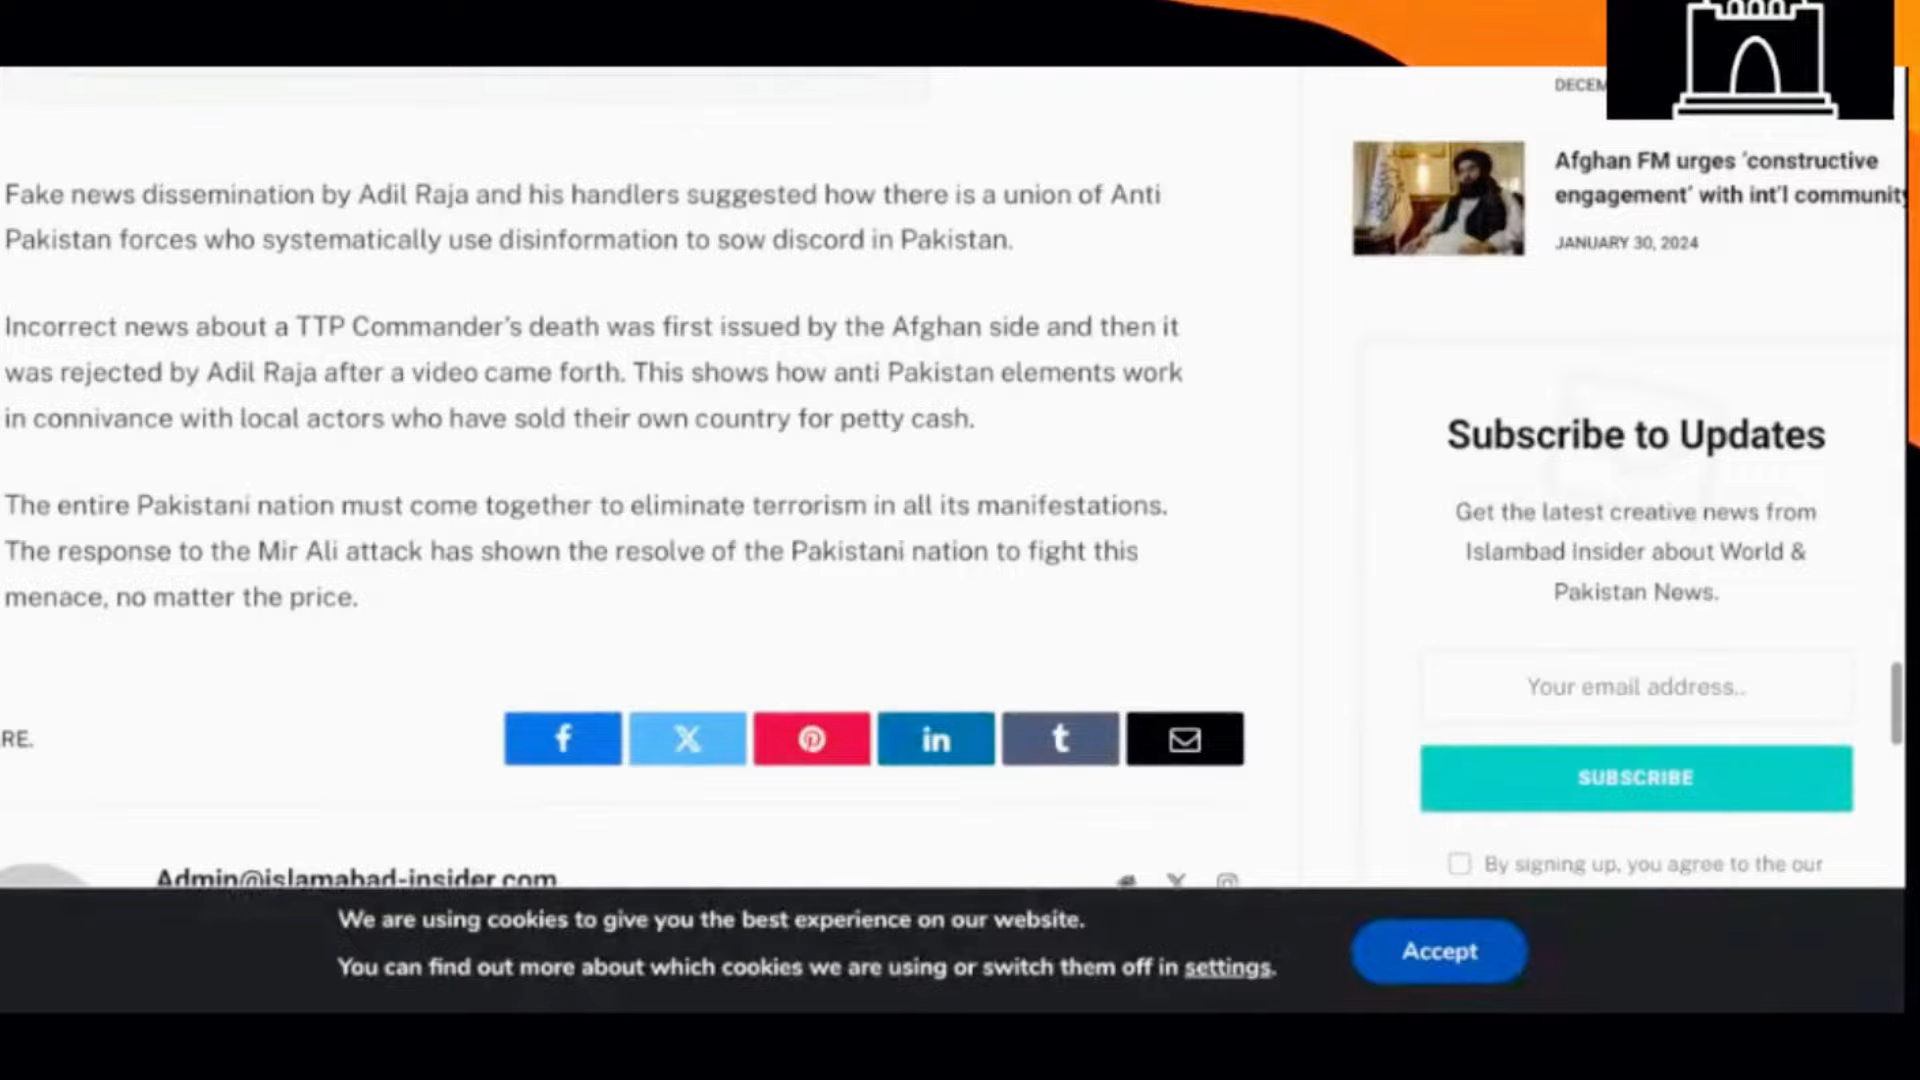 Fake news dissemination by Adil Raja and his handlers suggested how there is a union of Anti
Pakistan forces who systematically use disinformation to sow discord in Pakistan.
Incorrect news about a TTP Commander's death was first issued by the Afghan side and then it
was rejected by Adil Raja after a video came forth. This shows how anti Pakistan elements work
in connivance with local actors who have sold their own country for petty cash.
The entire Pakistani nation must come together to eliminate terrorism in all its manifestations.
The response to the Mir Ali attack has shown the resolve of the Pakistani nation to fight this
menace, no matter the price.
RE.
f
X
in
t
Admin@islamabad-insider.com
DECEM
Afghan FM urges ‘constructive
engagement’ with int’l community
JANUARY 30, 2024
Subscribe to Updates
Get the latest creative news from
Islambad Insider about World &
Pakistan News.
Your email address..
SUBSCRIBE
By signing up, you agree to the our
We are using cookies to give you the best experience on our website.
You can find out more about which cookies we are using or switch them off in settings.
Accept